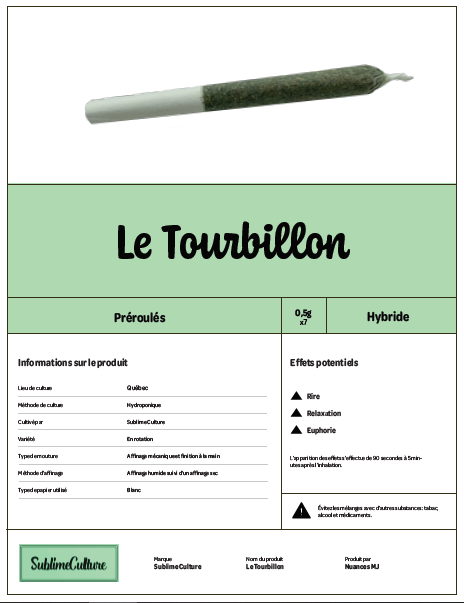 Le Tourbillon
Préroulés
0,5g
x7
Hybride
Informations sur le produit
Lieu de culture Québec
Méthode de culture Hydroponique
Cultivé par SublimeCulture
Variété En rotation
Type de mouture Affinage mécanique et finition à la main
Méthode d'affinage Affinage humide suivi d'un affinage sec
Type de papier utilisé Blanc
Effets potentiels
Rire
Relaxation
Euphorie
L'apparition des effets s'effectue de 90 secondes à 5 min-
utes après l'inhalation.
Évitez les mélanges avec d'autres substances: tabac,
alcool et médicaments.
SublimeCulture
Marque
SublimeCulture
Nom du produit
Le Tourbillon
Produit par
Nuances MJ